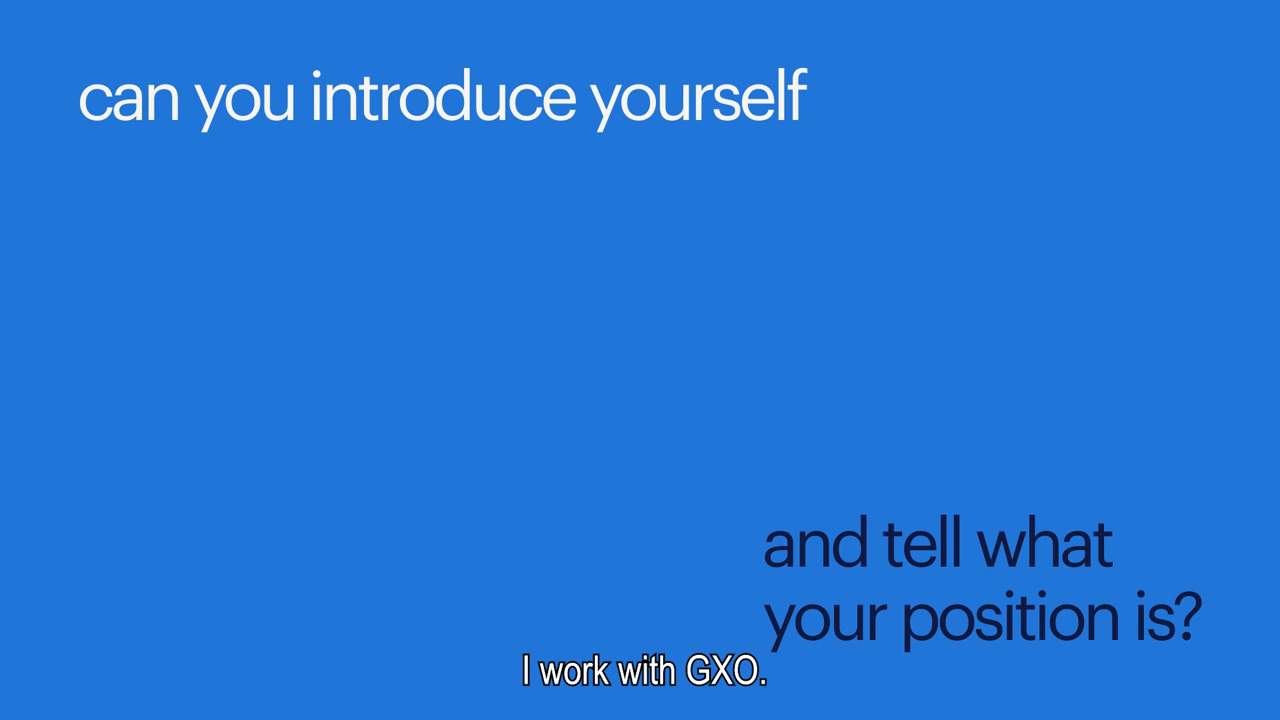 can you introduce yourself
and tell what
your position is?
I work with GXO.